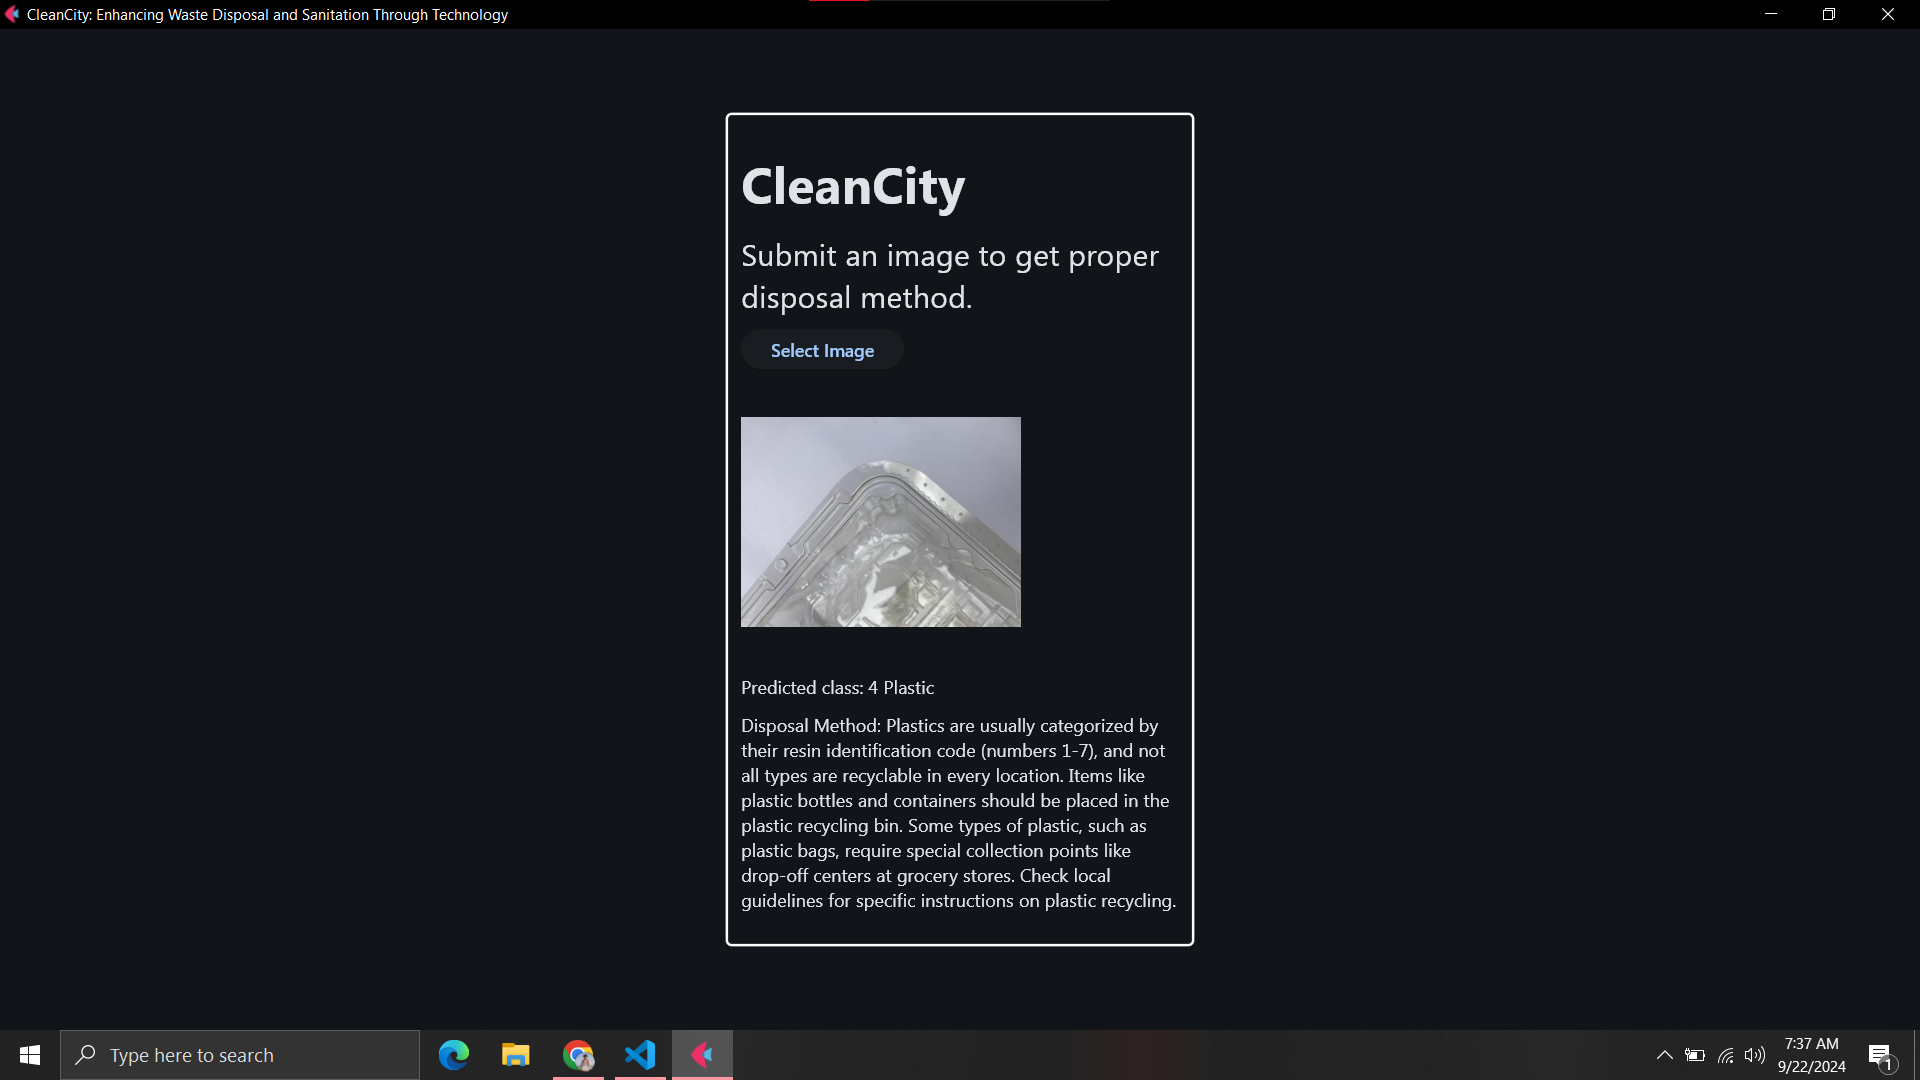 CleanCity: Enhancing Waste Disposal and Sanitation Through Technology
CleanCity
Submit an image to get proper
disposal method.
Select Image
Predicted class: 4 Plastic
Disposal Method: Plastics are usually categorized by
their resin identification code (numbers 1-7), and not
all types are recyclable in every location. Items like
plastic bottles and containers should be placed in the
plastic recycling bin. Some types of plastic, such as
plastic bags, require special collection points like
drop-off centers at grocery stores. Check local
guidelines for specific instructions on plastic recycling.
Type here to search
7:37 AM
9/22/2024
1